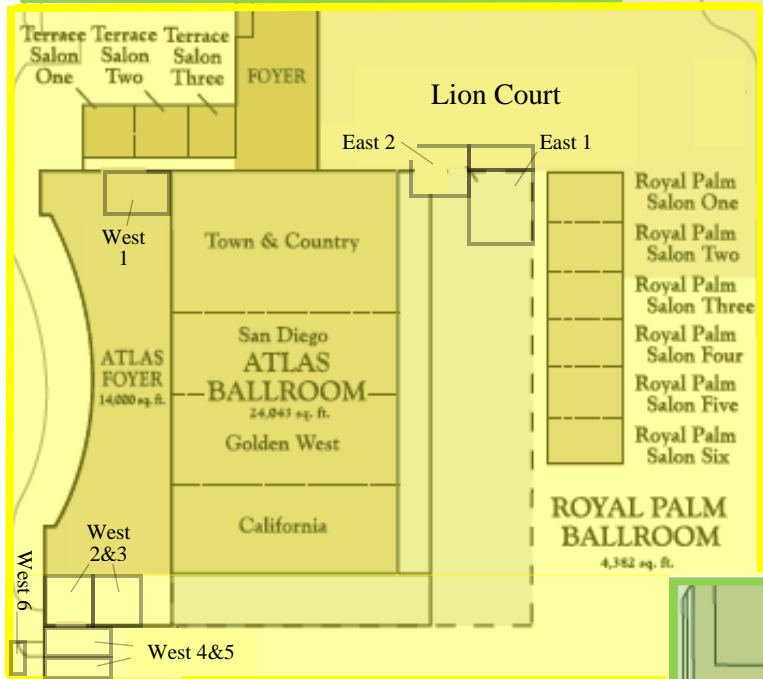 Terrace Terrace Terrace
Salon Salon Salon
One Two Three
FOYER
Lion Court
East 2
East 1
West
1
Town & Country
San Diego
ATLAS
BALLROOM
24,043 sq. ft.
Golden West
California
ATLAS
FOYER
14,000 sq. ft.
Royal Palm
Salon One
Royal Palm
Salon Two
Royal Palm
Salon Three
Royal Palm
Salon Four
Royal Palm
Salon Five
Royal Palm
Salon Six
ROYAL PALM
BALLROOM
4,382 sq. ft.
West
2&3
West 6
West 4&5